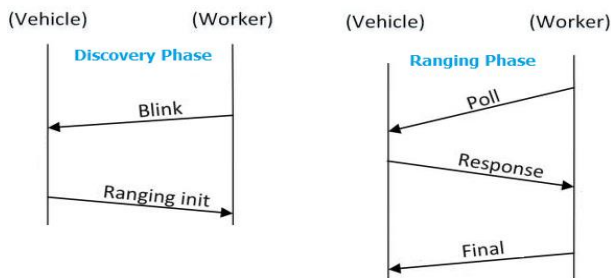 (Vehicle) (Worker)
Discovery Phase
Blink
Ranging init
(Vehicle) (Worker)
Ranging Phase
Poll
Response
Final